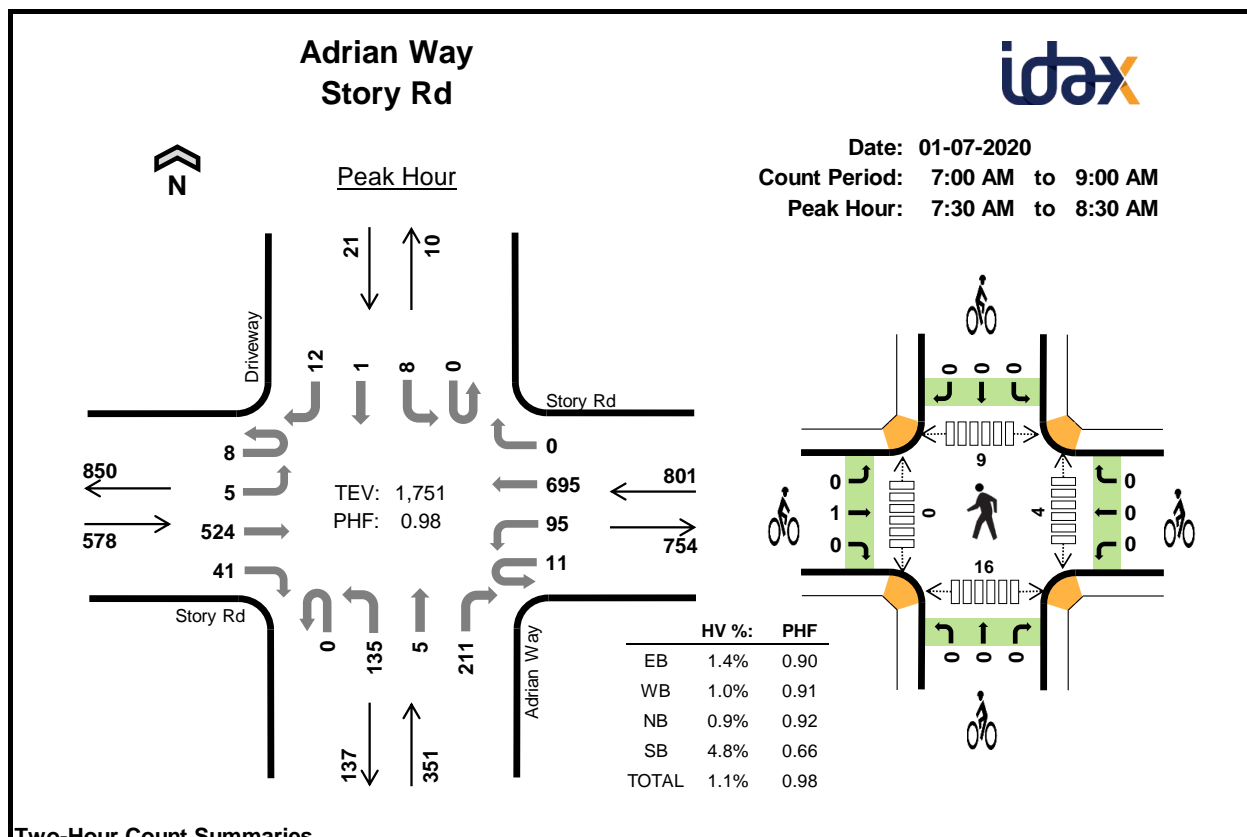 Adrian Way
Story Rd
idax
N
Peak Hour
Date: 01-07-2020
Count Period: 7:00 AM to 9:00 AM
Peak Hour: 7:30 AM to 8:30 AM
21
10
Driveway
12
1
8
0
Story Rd
8
5
524
41
850
578
TEV: 1,751
PHF: 0.98
0
695
95
11
801
754
Story Rd
0
135
5
211
Adrian Way
137
351
HV %: PHF
EB 1.4% 0.90
WB 1.0% 0.91
NB 0.9% 0.92
SB 4.8% 0.66
TOTAL 1.1% 0.98
0
0
0
9
0
1
0
0
4
0
0
0
16
0
0
0
Two-Hour Count Summaries